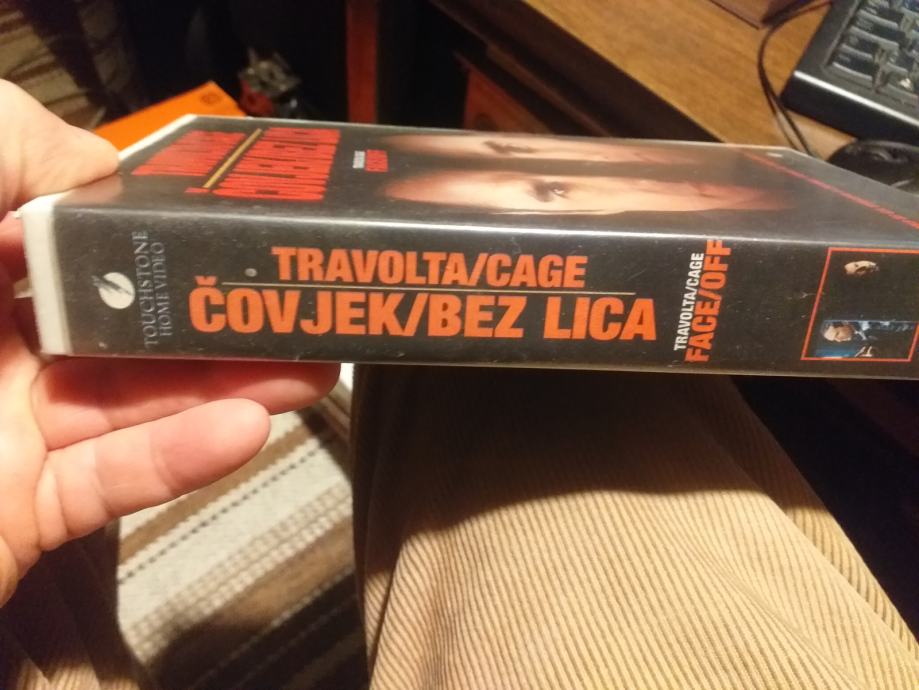 TOUCHSTONE
HOME VIDEO
TRAVOLTA/CAGE
ČOVJEK/BEZ LICA
TRAVOLTA/CAGE
FACE/OFF